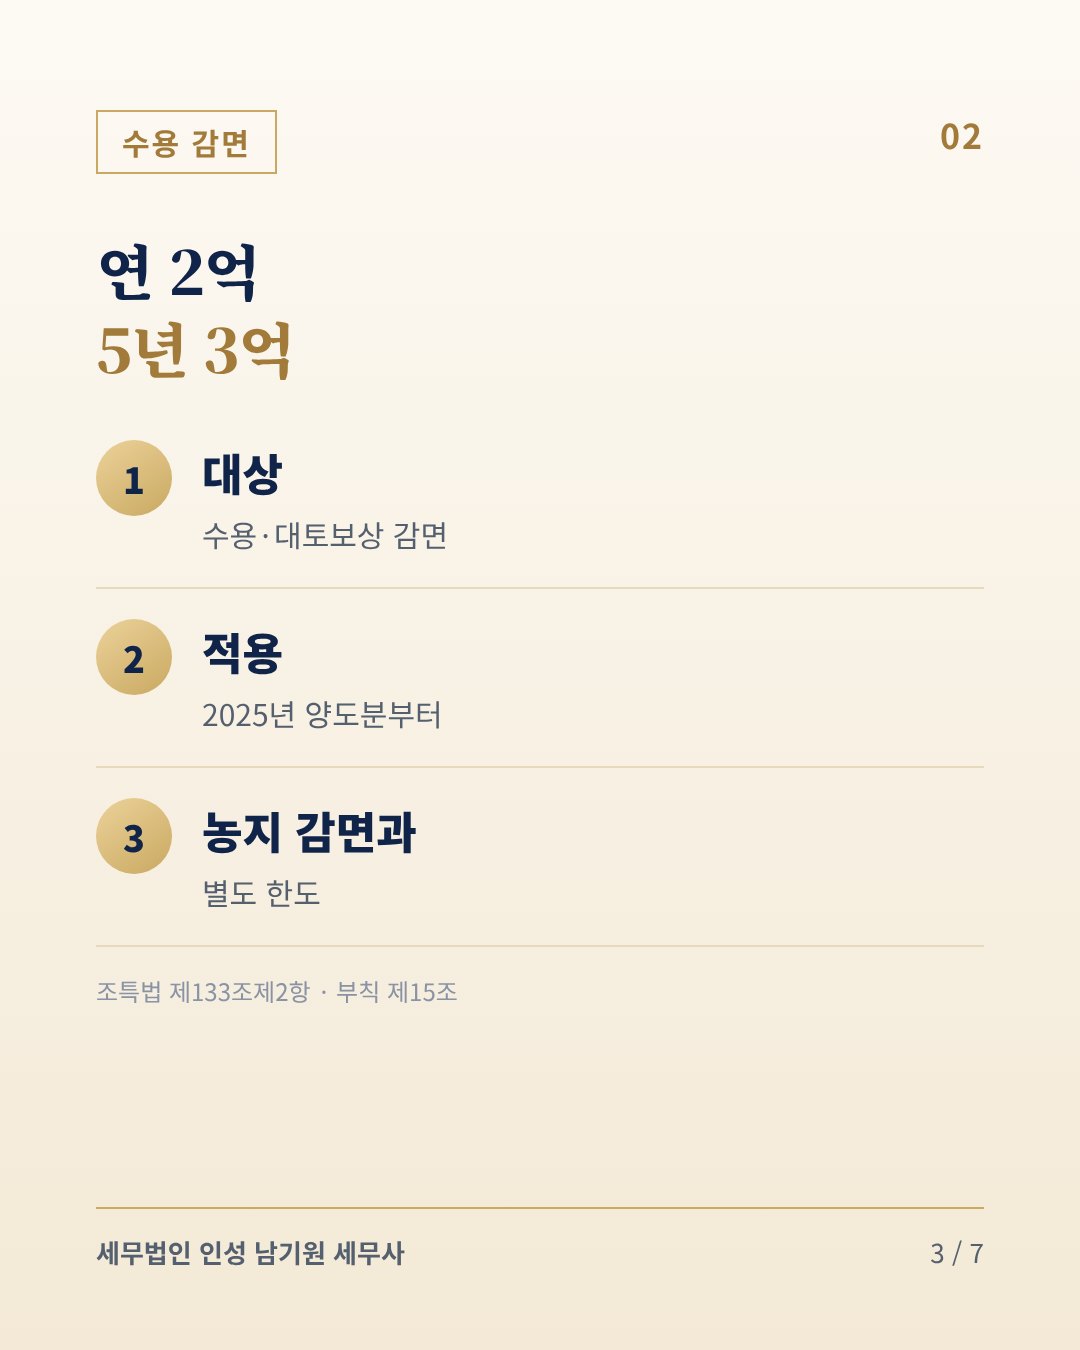 수용 감면
02
연 2억
5년 3억
1
대상
수용·대토보상 감면
2
적용
2025년 양도분부터
3
농지 감면과
별도 한도
조특법 제133조제2항 · 부칙 제15조
세무법인 인성 남기원 세무사
3 / 7